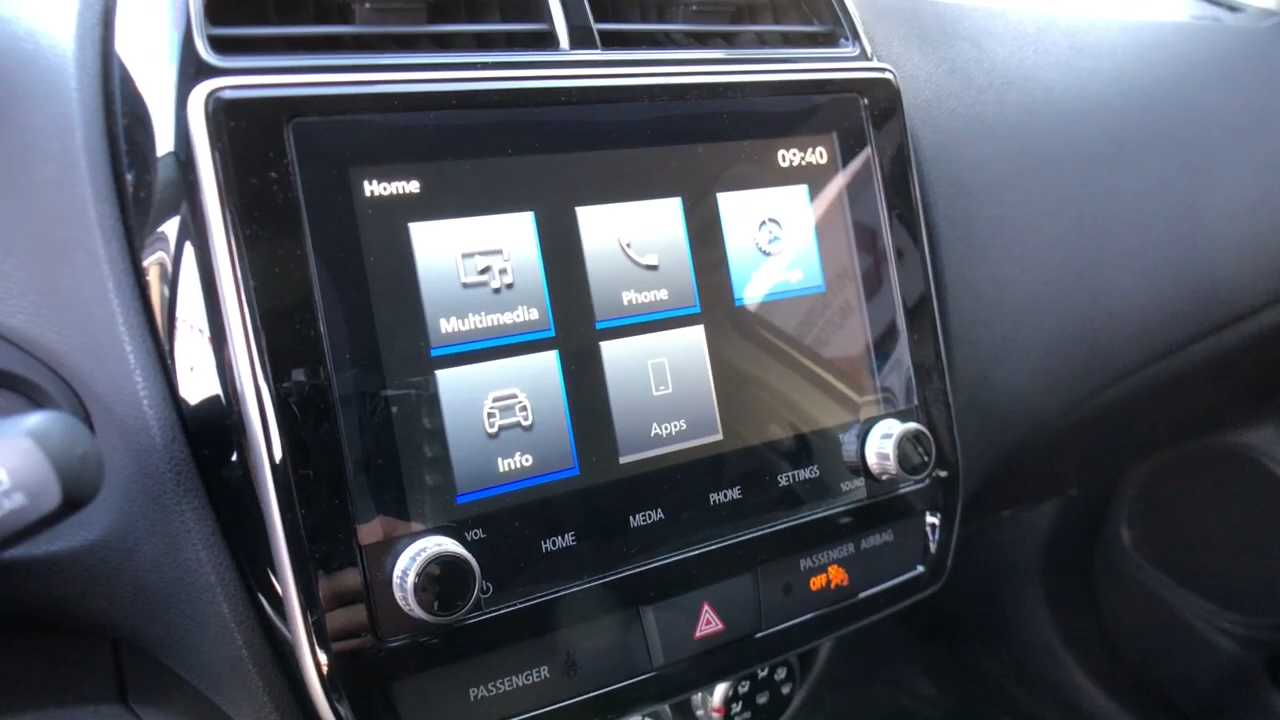 09:40
Home
Multimedia
Phone
Info
Apps
VOL
HOME
MEDIA
PHONE
SETTINGS
SOUND
PASSENGER AIRBAG
OFF
PASSENGER